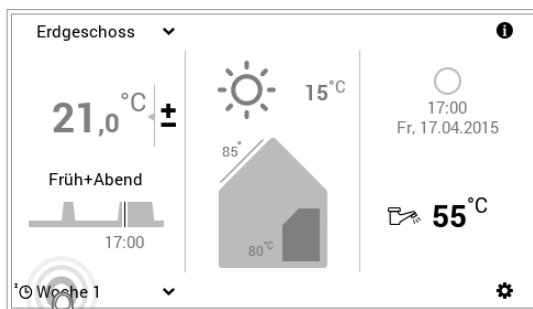 Erdgeschoss
21,0 °C ±
Früh+Abend
17:00
1 Woche 1
15°C
85°
80°C
17:00
Fr, 17.04.2015
55°C